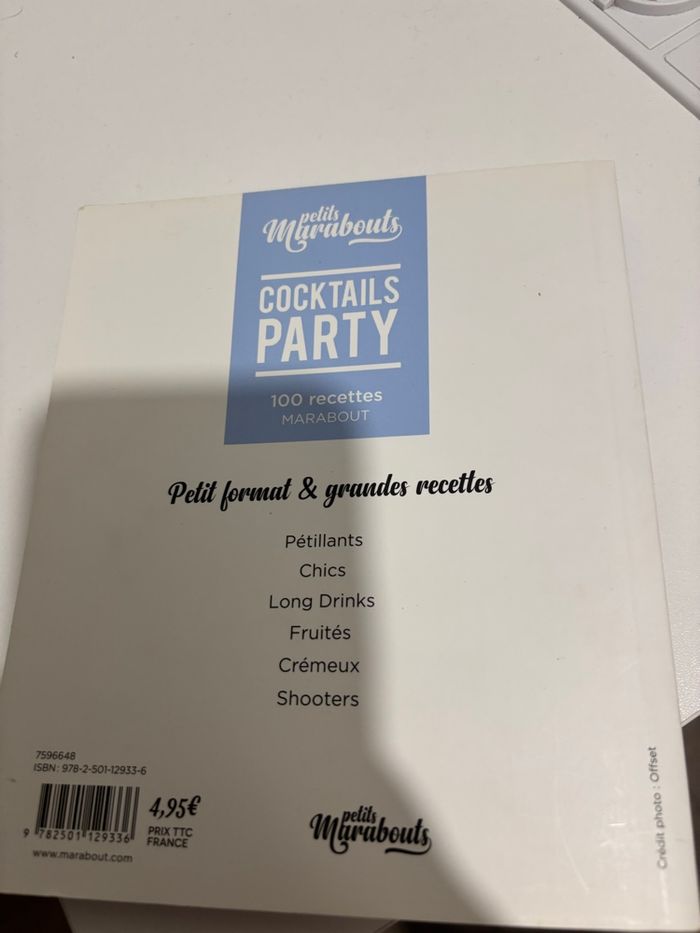 petits
Marabouts
COCKTAILS
PARTY
100 recettes
MARABOUT
Petit format & grandes recettes
Pétillants
Chics
Long Drinks
Fruités
Crémeux
Shooters
7596648
ISBN : 978-2-501-12933-6
9 782501 129336
4,95€
PRIX TTC
FRANCE
www.marabout.com
petits
Marabouts
Crédit photo : Offset